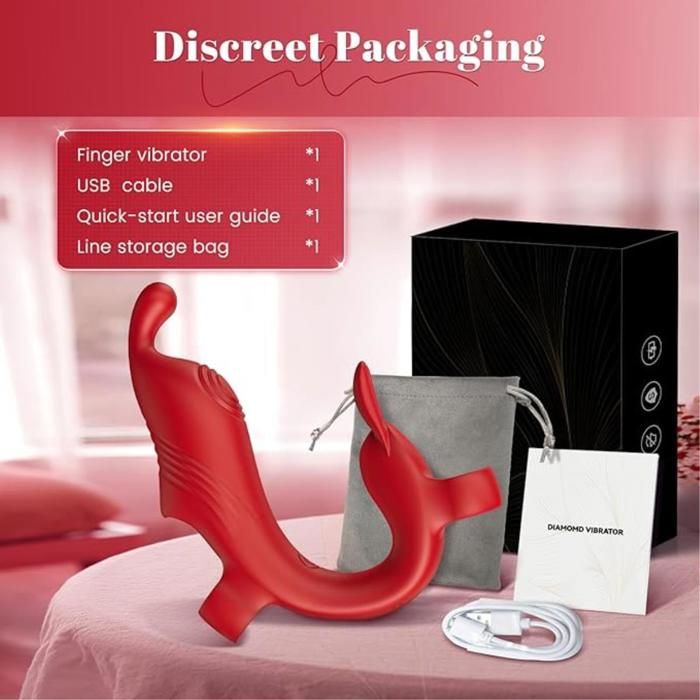 Discreet Packaging
Finger vibrator *1
USB cable *1
Quick-start user guide *1
Line storage bag *1
DIAMOMD VIBRATOR